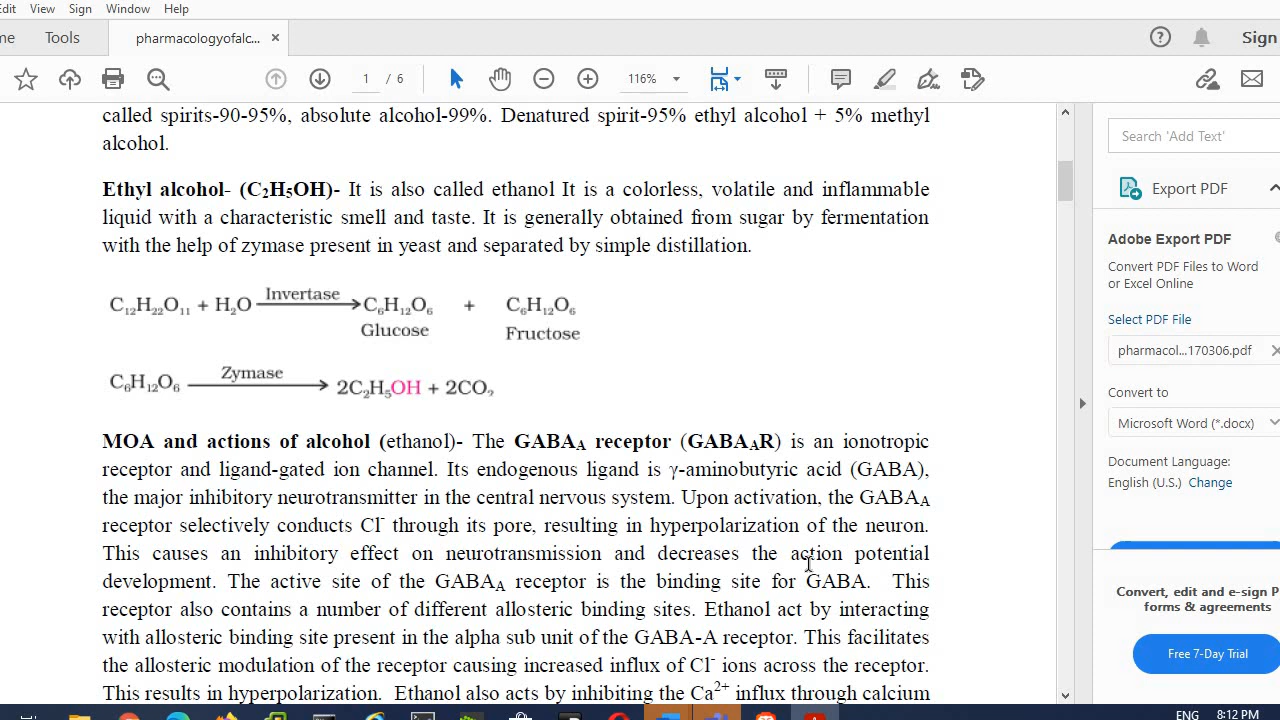 Edit View Sign Window Help
me Tools pharmacologyofalc... × Sign
1 / 6 116%
called spirits-90-95%, absolute alcohol-99%. Denatured spirit-95% ethyl alcohol + 5% methyl
alcohol.
Ethyl alcohol- (C₂H₅OH)- It is also called ethanol It is a colorless, volatile and inflammable
liquid with a characteristic smell and taste. It is generally obtained from sugar by fermentation
with the help of zymase present in yeast and separated by simple distillation.
Invertase
C₁₂H₂₂O₁₁ + H₂O C₆H₁₂O₆ + C₆H₁₂O₆
Glucose Fructose
Zymase
C₆H₁₂O₆ 2C₂H₅OH + 2CO₂
MOA and actions of alcohol (ethanol)- The GABA_A receptor (GABA_AR) is an ionotropic
receptor and ligand-gated ion channel. Its endogenous ligand is γ-aminobutyric acid (GABA),
the major inhibitory neurotransmitter in the central nervous system. Upon activation, the GABA_A
receptor selectively conducts Cl⁻ through its pore, resulting in hyperpolarization of the neuron.
This causes an inhibitory effect on neurotransmission and decreases the action potential
development. The active site of the GABA_A receptor is the binding site for GABA. This
receptor also contains a number of different allosteric binding sites. Ethanol act by interacting
with allosteric binding site present in the alpha sub unit of the GABA-A receptor. This facilitates
the allosteric modulation of the receptor causing increased influx of Cl⁻ ions across the receptor.
This results in hyperpolarization. Ethanol also acts by inhibiting the Ca²⁺ influx through calcium
Search 'Add Text'
Export PDF
Adobe Export PDF
Convert PDF Files to Word
or Excel Online
Select PDF File
pharmacol...170306.pdf ×
Convert to
Microsoft Word (*.docx)
Document Language:
English (U.S.) Change
Convert, edit and e-sign P
forms & agreements
Free 7-Day Trial
ENG 8:12 PM